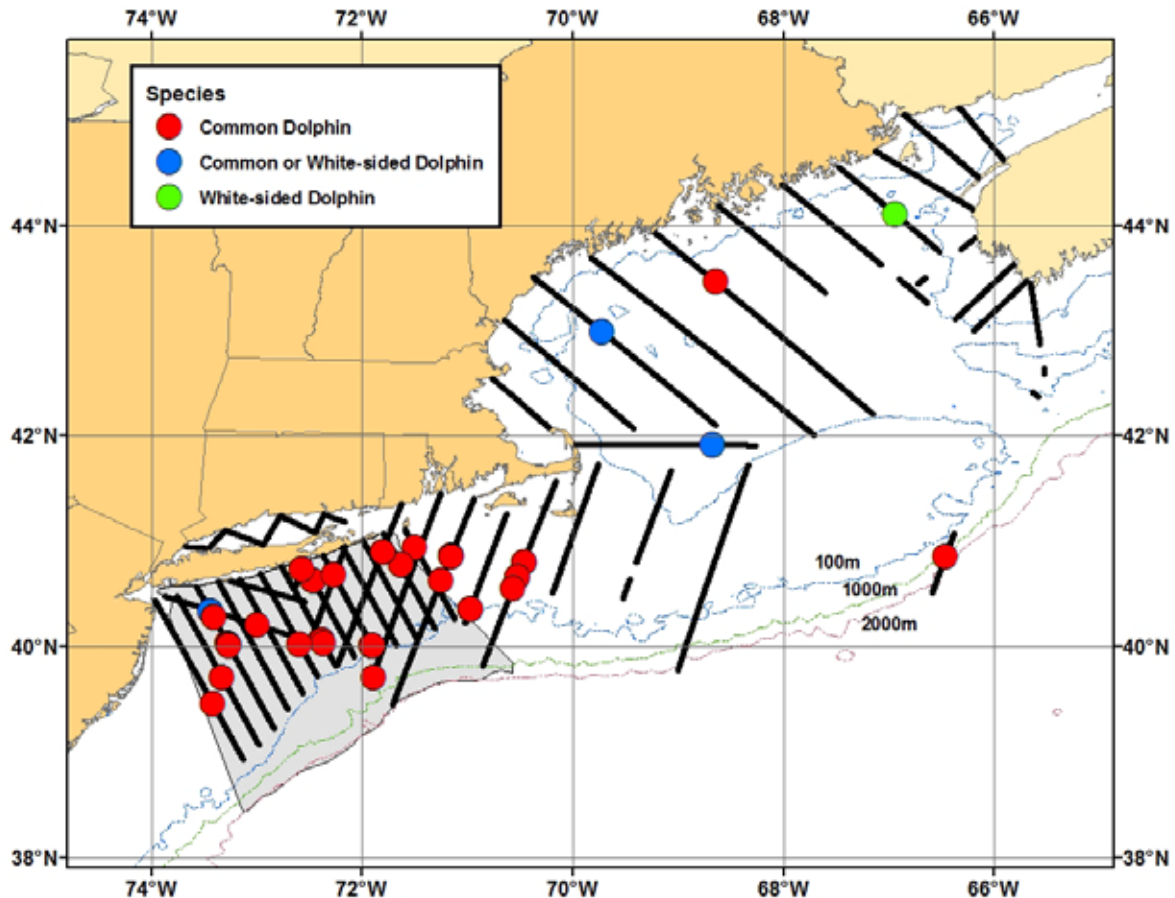 74°W 72°W 70°W 68°W 66°W
Species
Common Dolphin
Common or White-sided Dolphin
White-sided Dolphin
44°N 44°N
42°N 42°N
100m
1000m
2000m
40°N 40°N
38°N 38°N
74°W 72°W 70°W 68°W 66°W